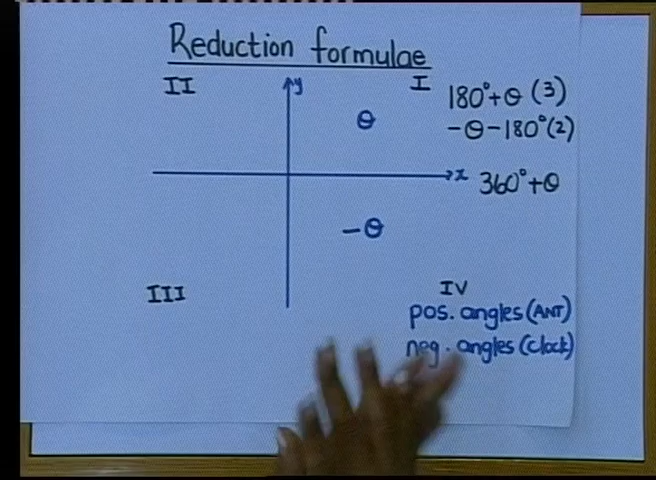 Reduction formulae
II
y
I
180°+θ (3)
θ
-θ-180°(2)
x
360°+θ
-θ
III
IV
pos. angles (ANT)
neg. angles (Clock)